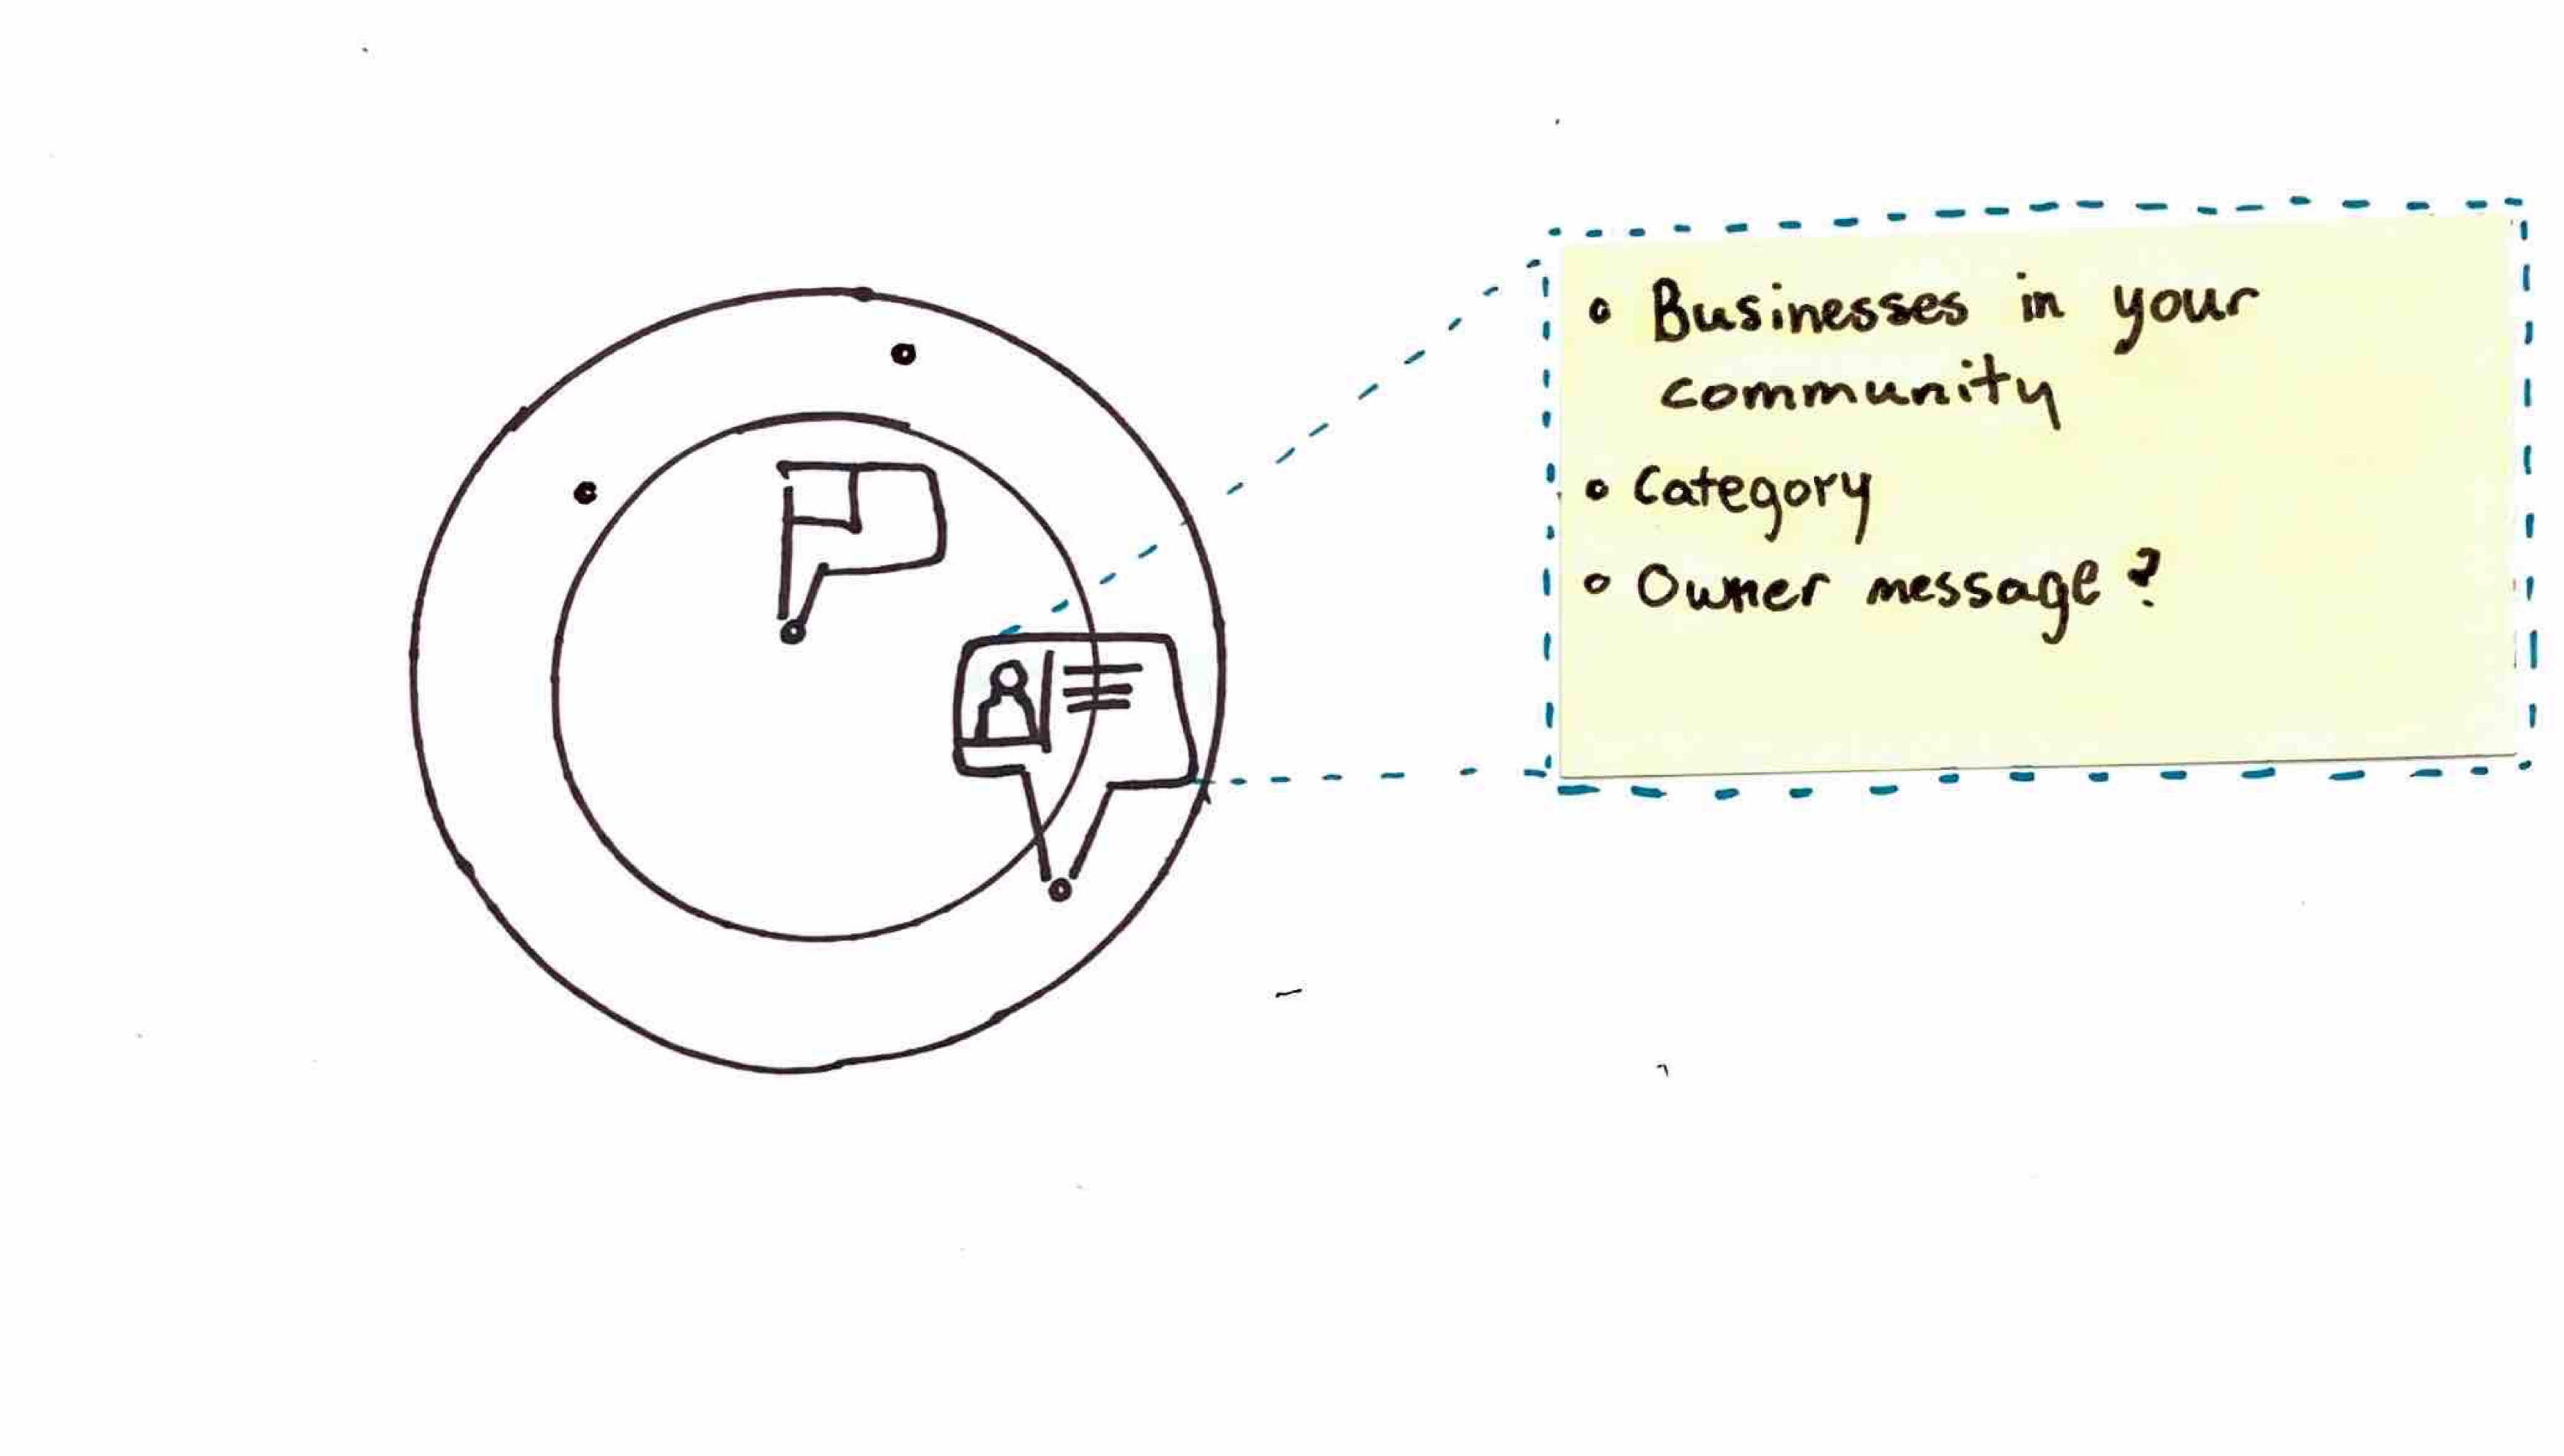 • Businesses in your
community
• Category
• Owner message?